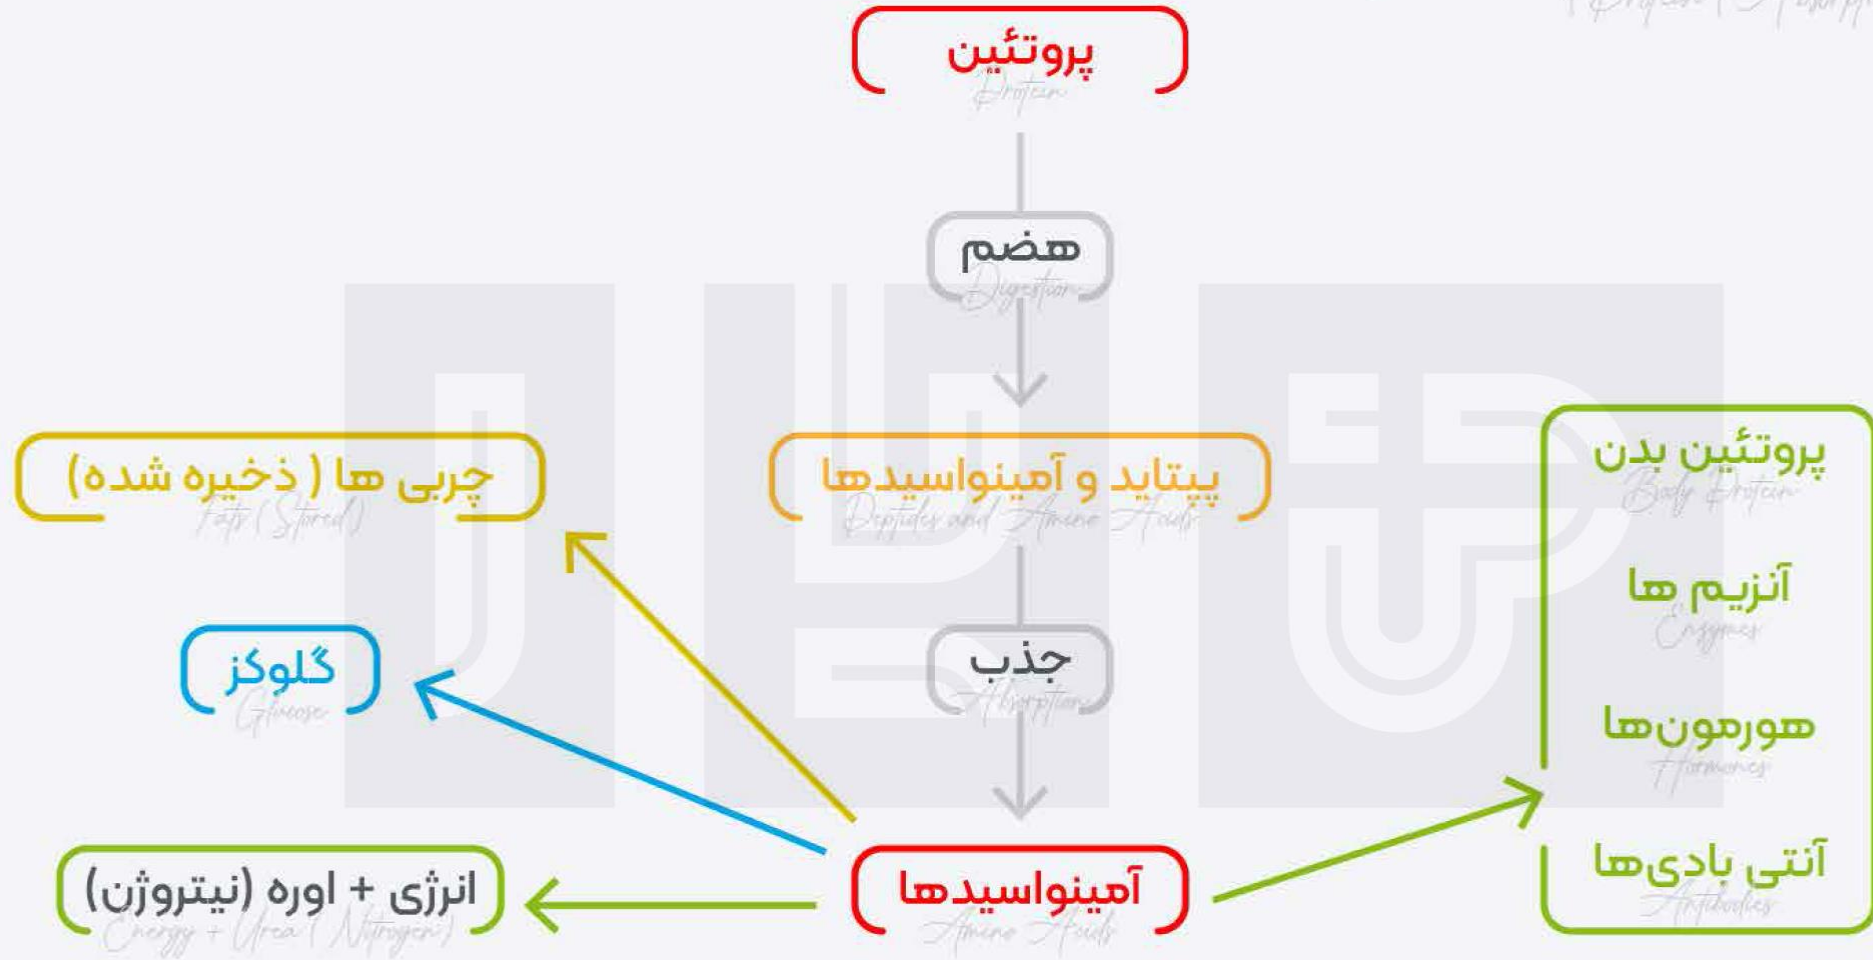 پروتئین
Protein
هضم
Digestion
پپتاید و آمینواسیدها
Peptides and Amino Acids
جذب
Absorption
آمینواسیدها
Amino Acids
پروتئین بدن
Body Protein
آنزیم ها
Enzymes
هورمون‌ها
Hormones
آنتی بادی‌ها
Antibodies
چربی ها ( ذخیره شده)
Fats (Stored)
گلوکز
Glucose
انرژی + اوره (نیتروژن)
Energy + Urea (Nitrogen)